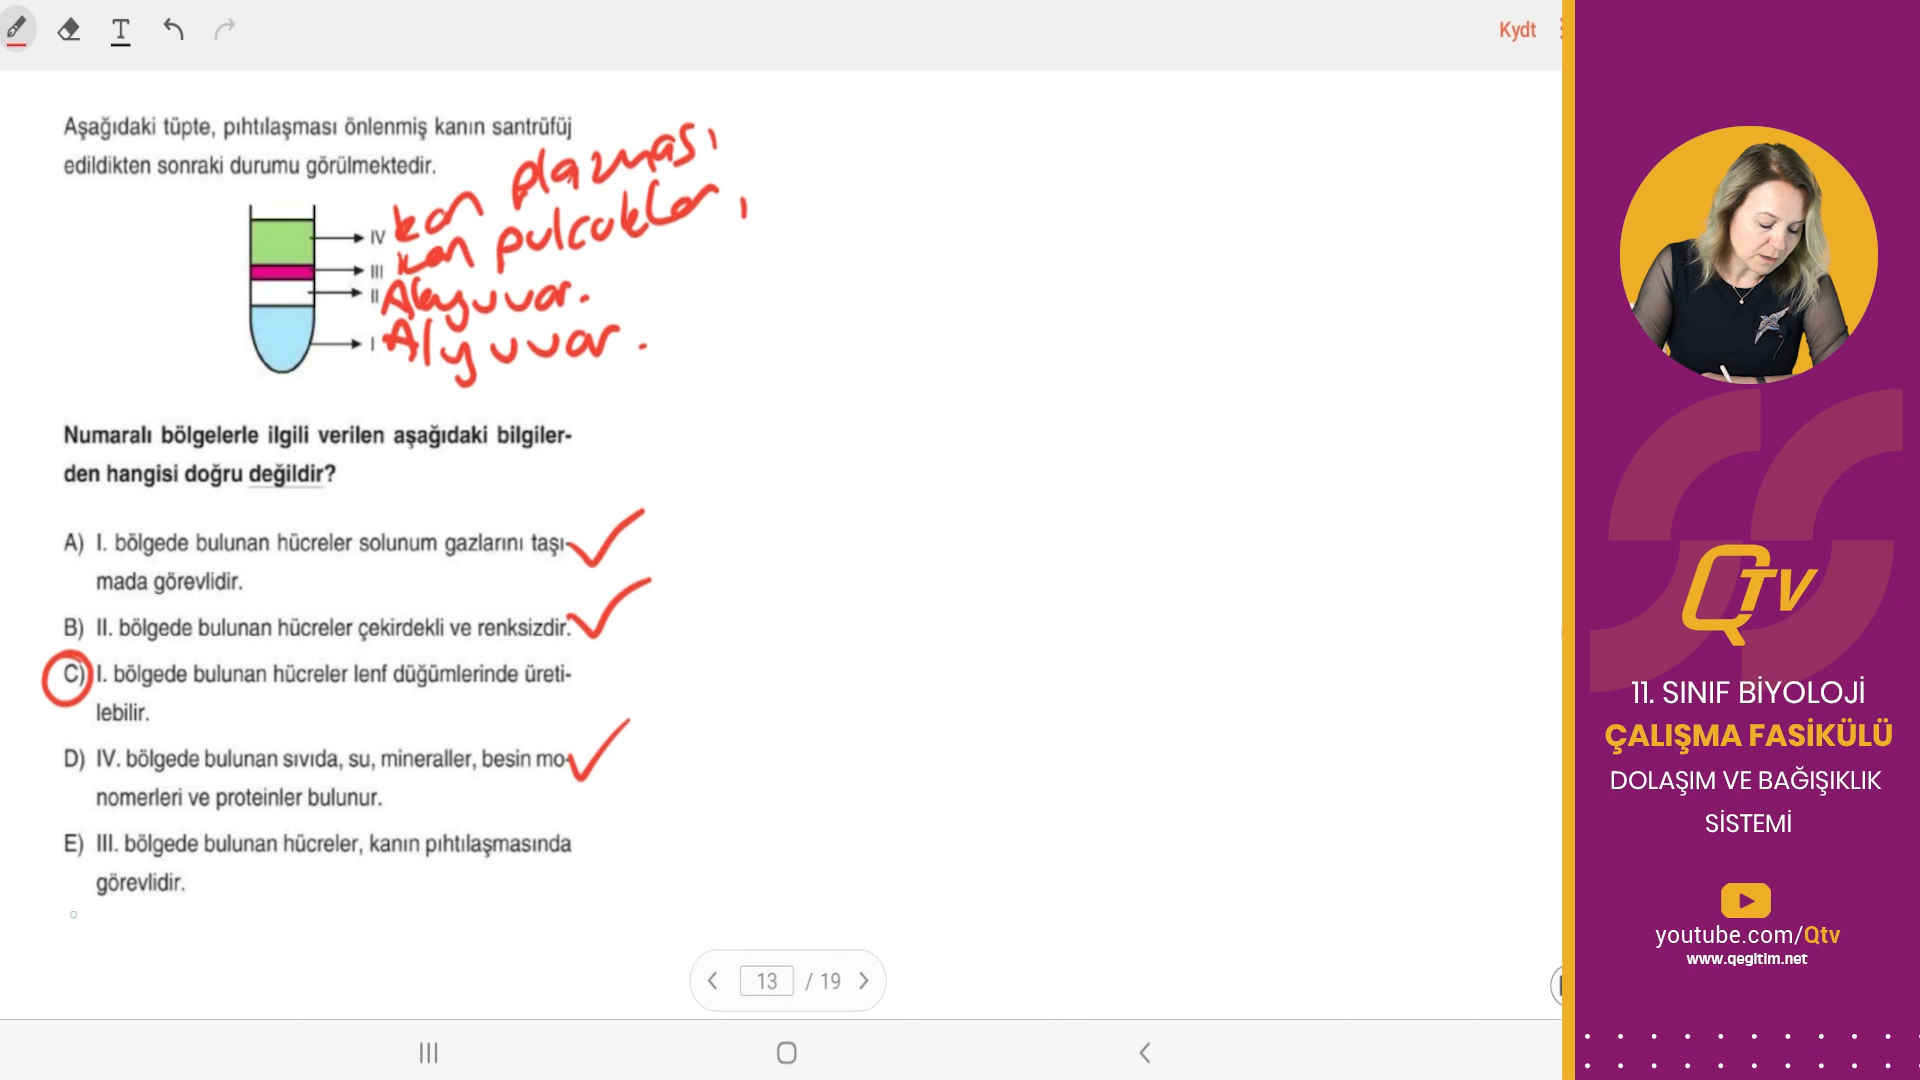 T
Kydt
Aşağıdaki tüpte, pıhtılaşması önlenmiş kanın santrüfüj
edildikten sonraki durumu görülmektedir.
IV kan plazması
III kan pulcukları
II Akyuvar.
I Alyuvar.
Numaralı bölgelerle ilgili verilen aşağıdaki bilgiler-
den hangisi doğru değildir?
A) I. bölgede bulunan hücreler solunum gazlarını taşı-
mada görevlidir.
B) II. bölgede bulunan hücreler çekirdekli ve renksizdir.
C) I. bölgede bulunan hücreler lenf düğümlerinde üreti-
lebilir.
D) IV. bölgede bulunan sıvıda, su, mineraller, besin mo-
nomerleri ve proteinler bulunur.
E) III. bölgede bulunan hücreler, kanın pıhtılaşmasında
görevlidir.
13 / 19
QTV
11. SINIF BİYOLOJİ
ÇALIŞMA FASİKÜLÜ
DOLAŞIM VE BAĞIŞIKLIK
SİSTEMİ
youtube.com/Qtv
www.qegitim.net